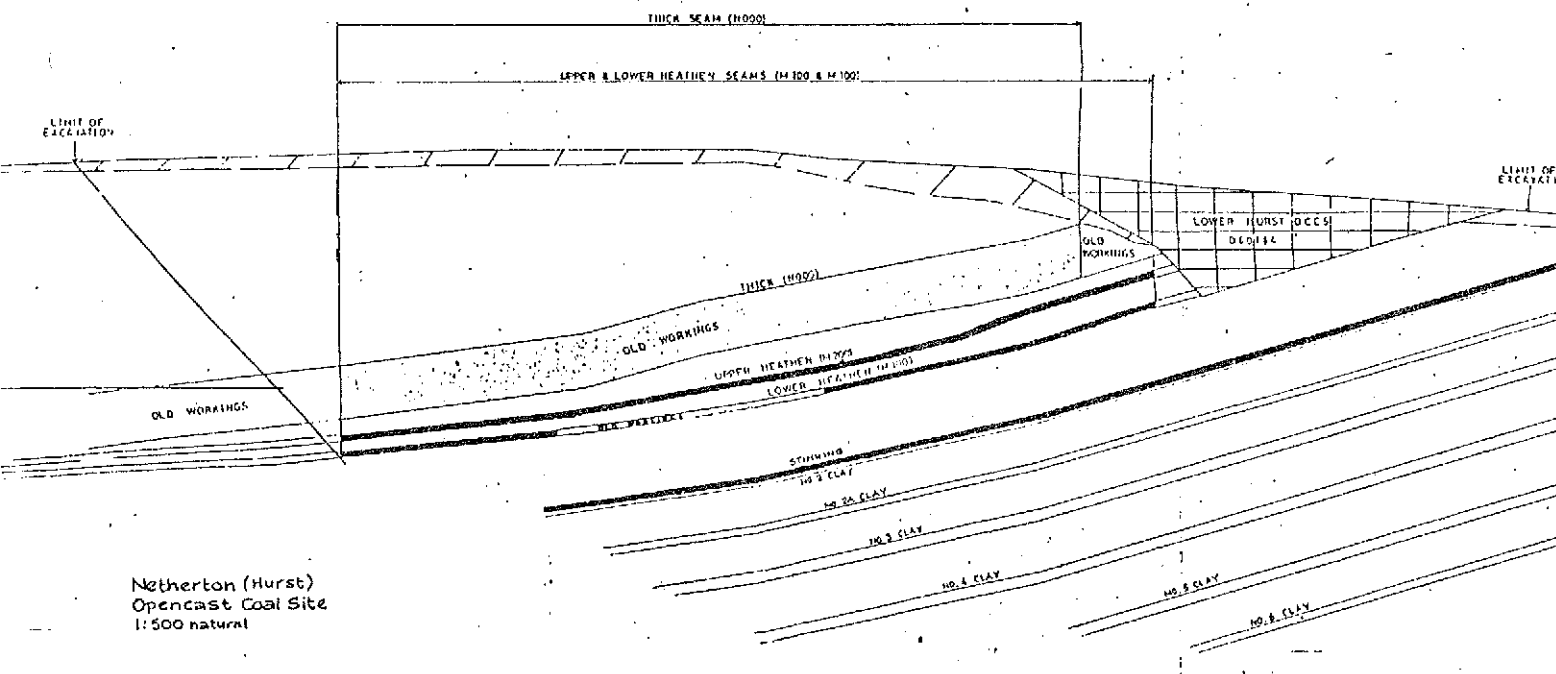 THICK SEAM (H000)
UPPER & LOWER HEATHEN SEAMS (H200 & H100)
LIMIT OF
EXCAVATION
LIMIT OF
LOWER HURST OCCS
OLD
WORKINGS
THICK (H000)
OLD WORKINGS
UPPER HEATHEN (H200)
LOWER HEATHEN (H100)
OLD WORKINGS
OLD WORKINGS
STINKING
NO. 2 CLAY
NO. 2A CLAY
NO. 3 CLAY
NO. 4 CLAY
NO. 5 CLAY
NO. 6 CLAY
Netherton (Hurst)
Opencast Coal Site
1:500 natural